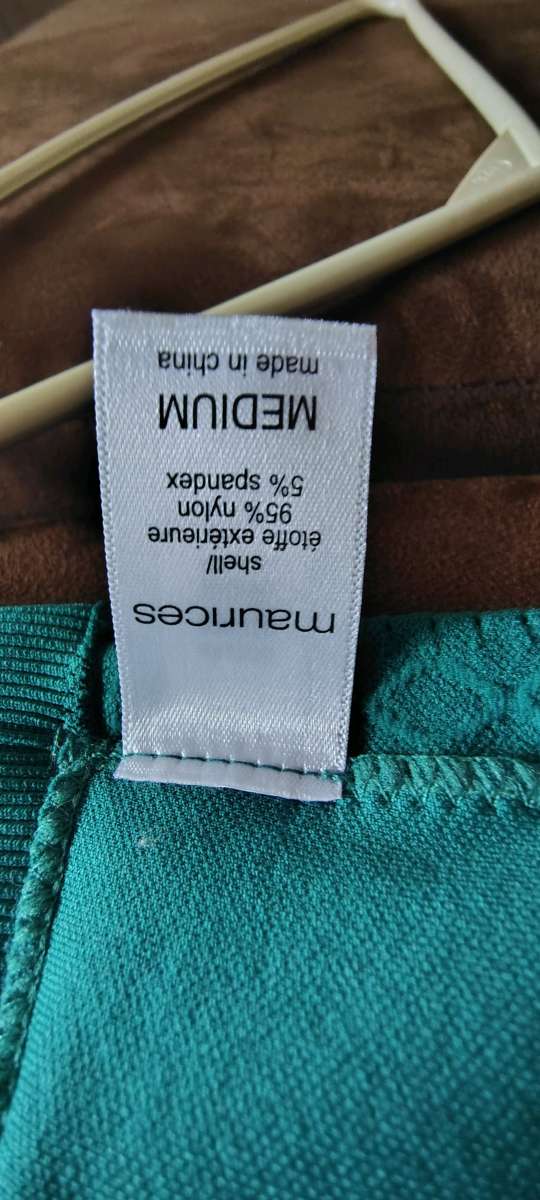 maurices
shell/
étoffe extérieure
95% nylon
5% spandex
MEDIUM
made in china